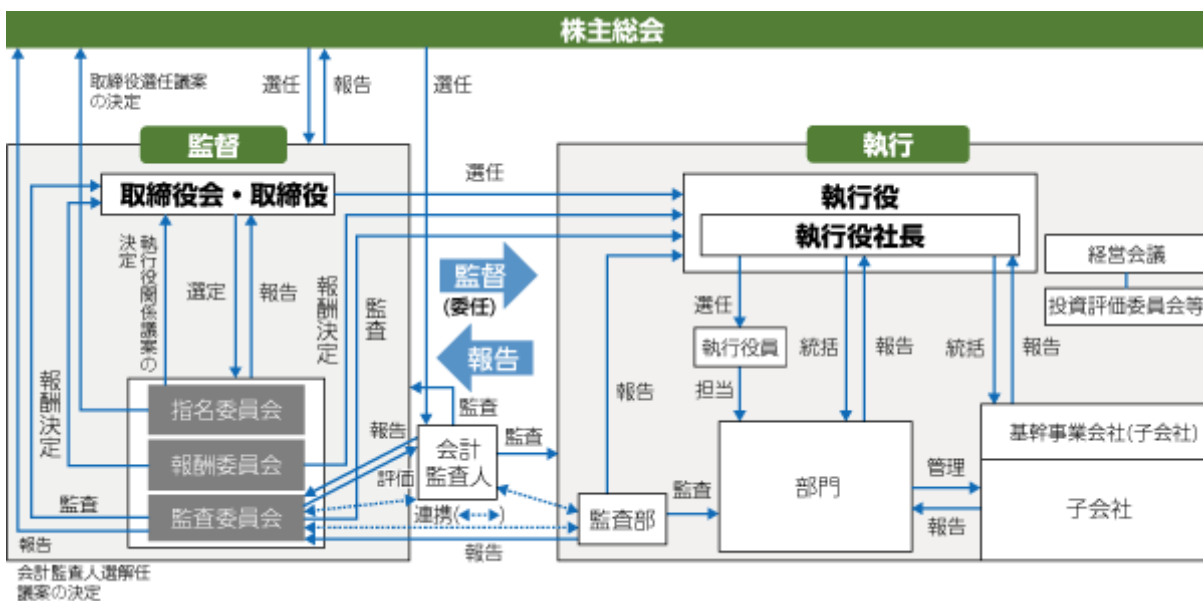 株主総会
取締役選任議案
の決定
選任
報告
選任
監督
執行
取締役会・取締役
選任
執行役
執行役社長
経営会議
投資評価委員会等
執行役関係議案の
決定
選定
報告
報酬決定
監査
監督
(委任)
報告
選任
執行役員
担当
統括
報告
統括
報告
報酬決定
指名委員会
報酬委員会
監査委員会
監査
報告
会計監査人選解任
議案の決定
報告
評価
監査
会計
監査人
監査
連携( )
報告
報告
監査部
監査
部門
管理
報告
基幹事業会社(子会社)
子会社